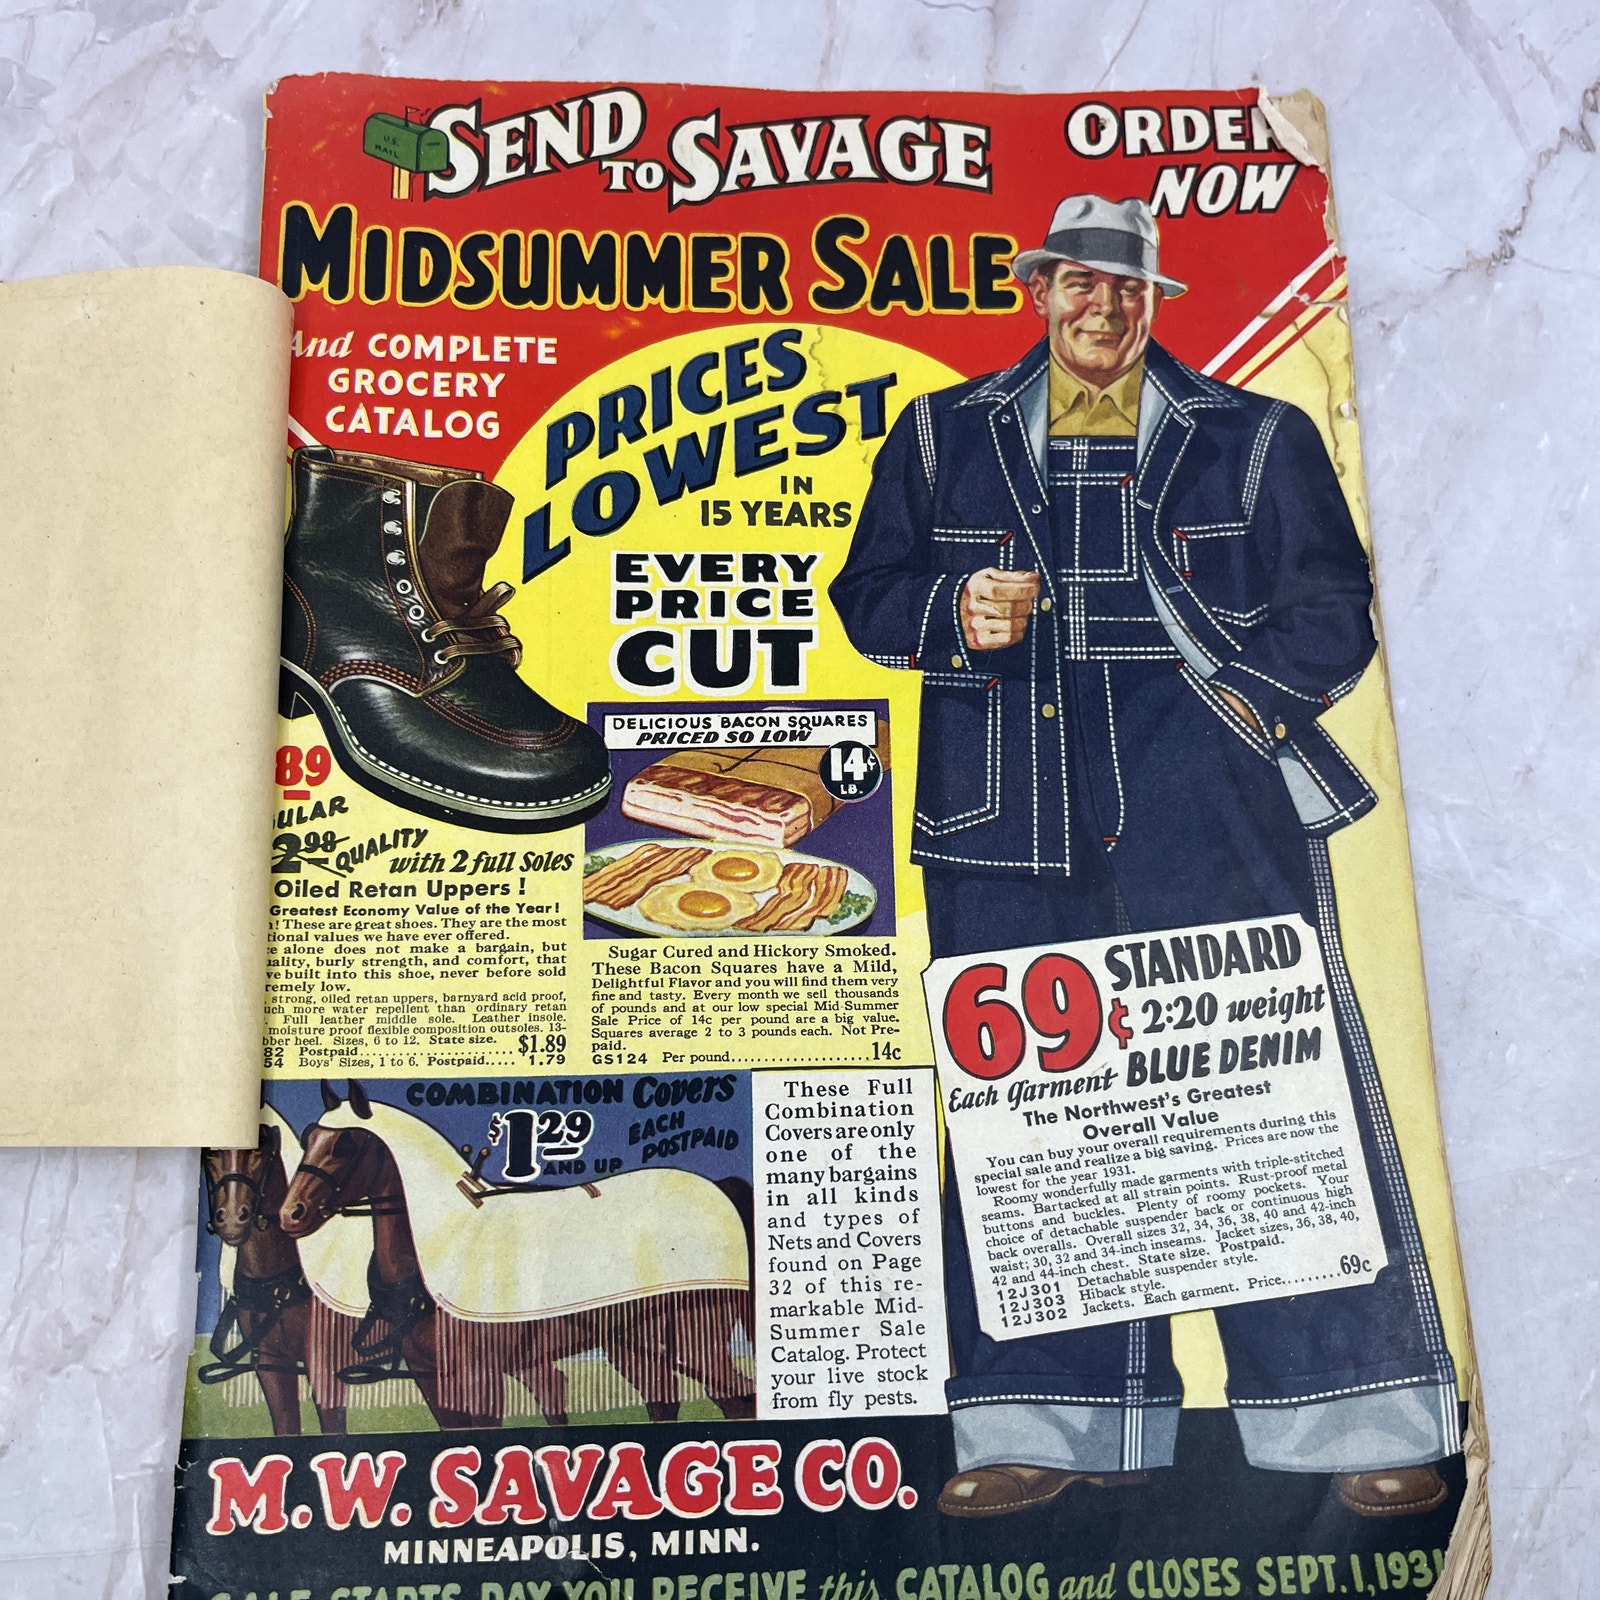 U.S.
MAIL
SEND TO SAVAGE
ORDER
NOW
MIDSUMMER SALE
And COMPLETE
GROCERY
CATALOG
PRICES
LOWEST
IN
15 YEARS
EVERY
PRICE
CUT
DELICIOUS BACON SQUARES
PRICED SO LOW
14¢
LB.
89
2.98 QUALITY
with 2 full Soles
Oiled Retan Uppers!
Greatest Economy Value of the Year!
! These are great shoes. They are the most
values we have ever offered.
alone does not make a bargain, but
burly strength, and comfort, that
built into this shoe, never before sold
low.
strong, oiled retan uppers, barnyard acid proof,
more water repellent than ordinary retan
Full leather middle sole. Leather insole.
moisture proof flexible composition outsoles. 13-
heel. Sizes, 6 to 12. State size.
82 Postpaid.................... $1.89
54 Boys' Sizes, 1 to 6. Postpaid..... 1.79
Sugar Cured and Hickory Smoked.
These Bacon Squares have a Mild,
Delightful Flavor and you will find them very
fine and tasty. Every month we sell thousands
of pounds and at our low special Mid-Summer
Sale Price of 14c per pound are a big value.
Squares average 2 to 3 pounds each. Not Pre-
paid.
GS124 Per pound....................14c
COMBINATION Covers
$1.29
AND UP
EACH
POSTPAID
These Full
Combination
Covers are only
one of the
many bargains
in all kinds
and types of
Nets and Covers
found on Page
32 of this re-
markable Mid-
Summer Sale
Catalog. Protect
your live stock
from fly pests.
69¢
STANDARD
2:20 weight
Each Garment BLUE DENIM
The Northwest's Greatest
Overall Value
You can buy your overall requirements during this
special sale and realize a big saving. Prices are now the
lowest for the year 1931.
Roomy wonderfully made garments with triple-stitched
seams. Bartacked at all strain points. Rust-proof metal
buttons and buckles. Plenty of roomy pockets. Your
choice of detachable suspender back or continuous high
back overalls. Overall sizes 32, 34, 36, 38, 40 and 42-inch
waist; 30, 32 and 34-inch inseams. Jacket sizes, 36, 38, 40,
42 and 44-inch chest. State size. Postpaid.
12J301 Detachable suspender style.
12J303 Hiback style.
12J302 Jackets. Each garment. Price.........69c
M.W. SAVAGE CO.
MINNEAPOLIS, MINN.
SALE STARTS DAY YOU RECEIVE this CATALOG and CLOSES SEPT. 1, 1931